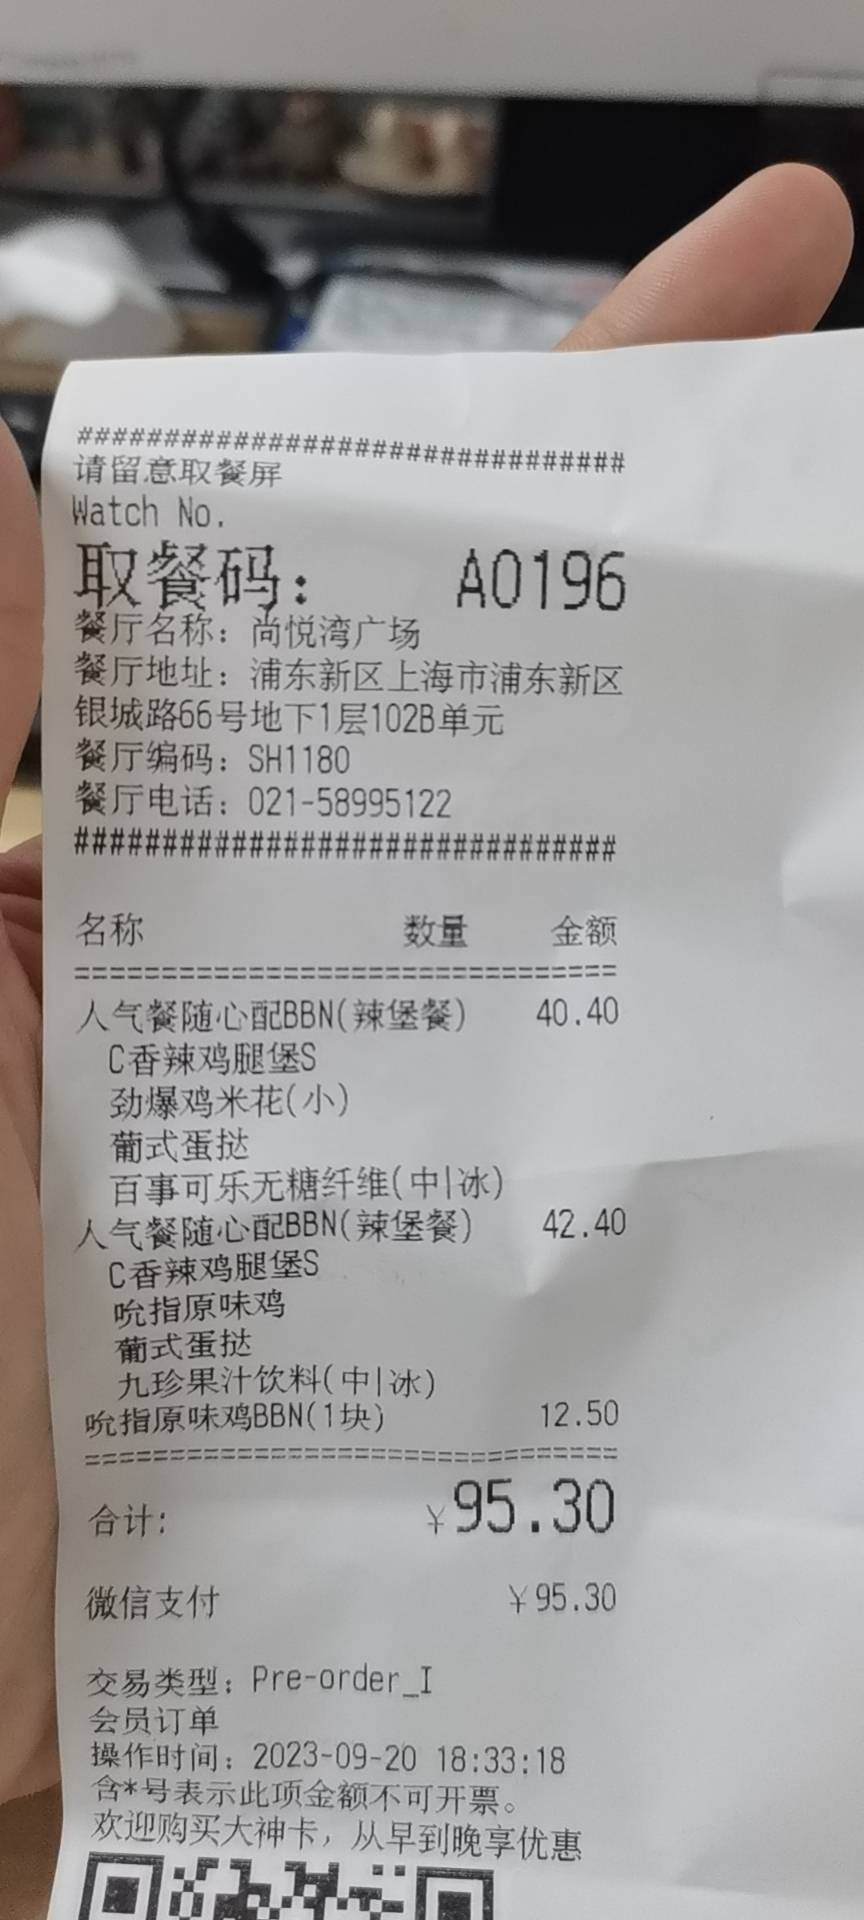 ################################
请留意取餐屏
Watch No.
取餐码： A0196
餐厅名称：尚悦湾广场
餐厅地址：浦东新区上海市浦东新区
银城路66号地下1层102B单元
餐厅编码：SH1180
餐厅电话：021-58995122
################################
名称 数量 金额
================================
人气餐随心配BBN(辣堡餐) 40.40
C香辣鸡腿堡S
劲爆鸡米花(小)
葡式蛋挞
百事可乐无糖纤维(中|冰)
人气餐随心配BBN(辣堡餐) 42.40
C香辣鸡腿堡S
吮指原味鸡
葡式蛋挞
九珍果汁饮料(中|冰)
吮指原味鸡BBN(1块) 12.50
================================
合计: ¥95.30
微信支付 ¥95.30
交易类型：Pre-order_I
会员订单
操作时间：2023-09-20 18:33:18
含*号表示此项金额不可开票。
欢迎购买大神卡，从早到晚享优惠